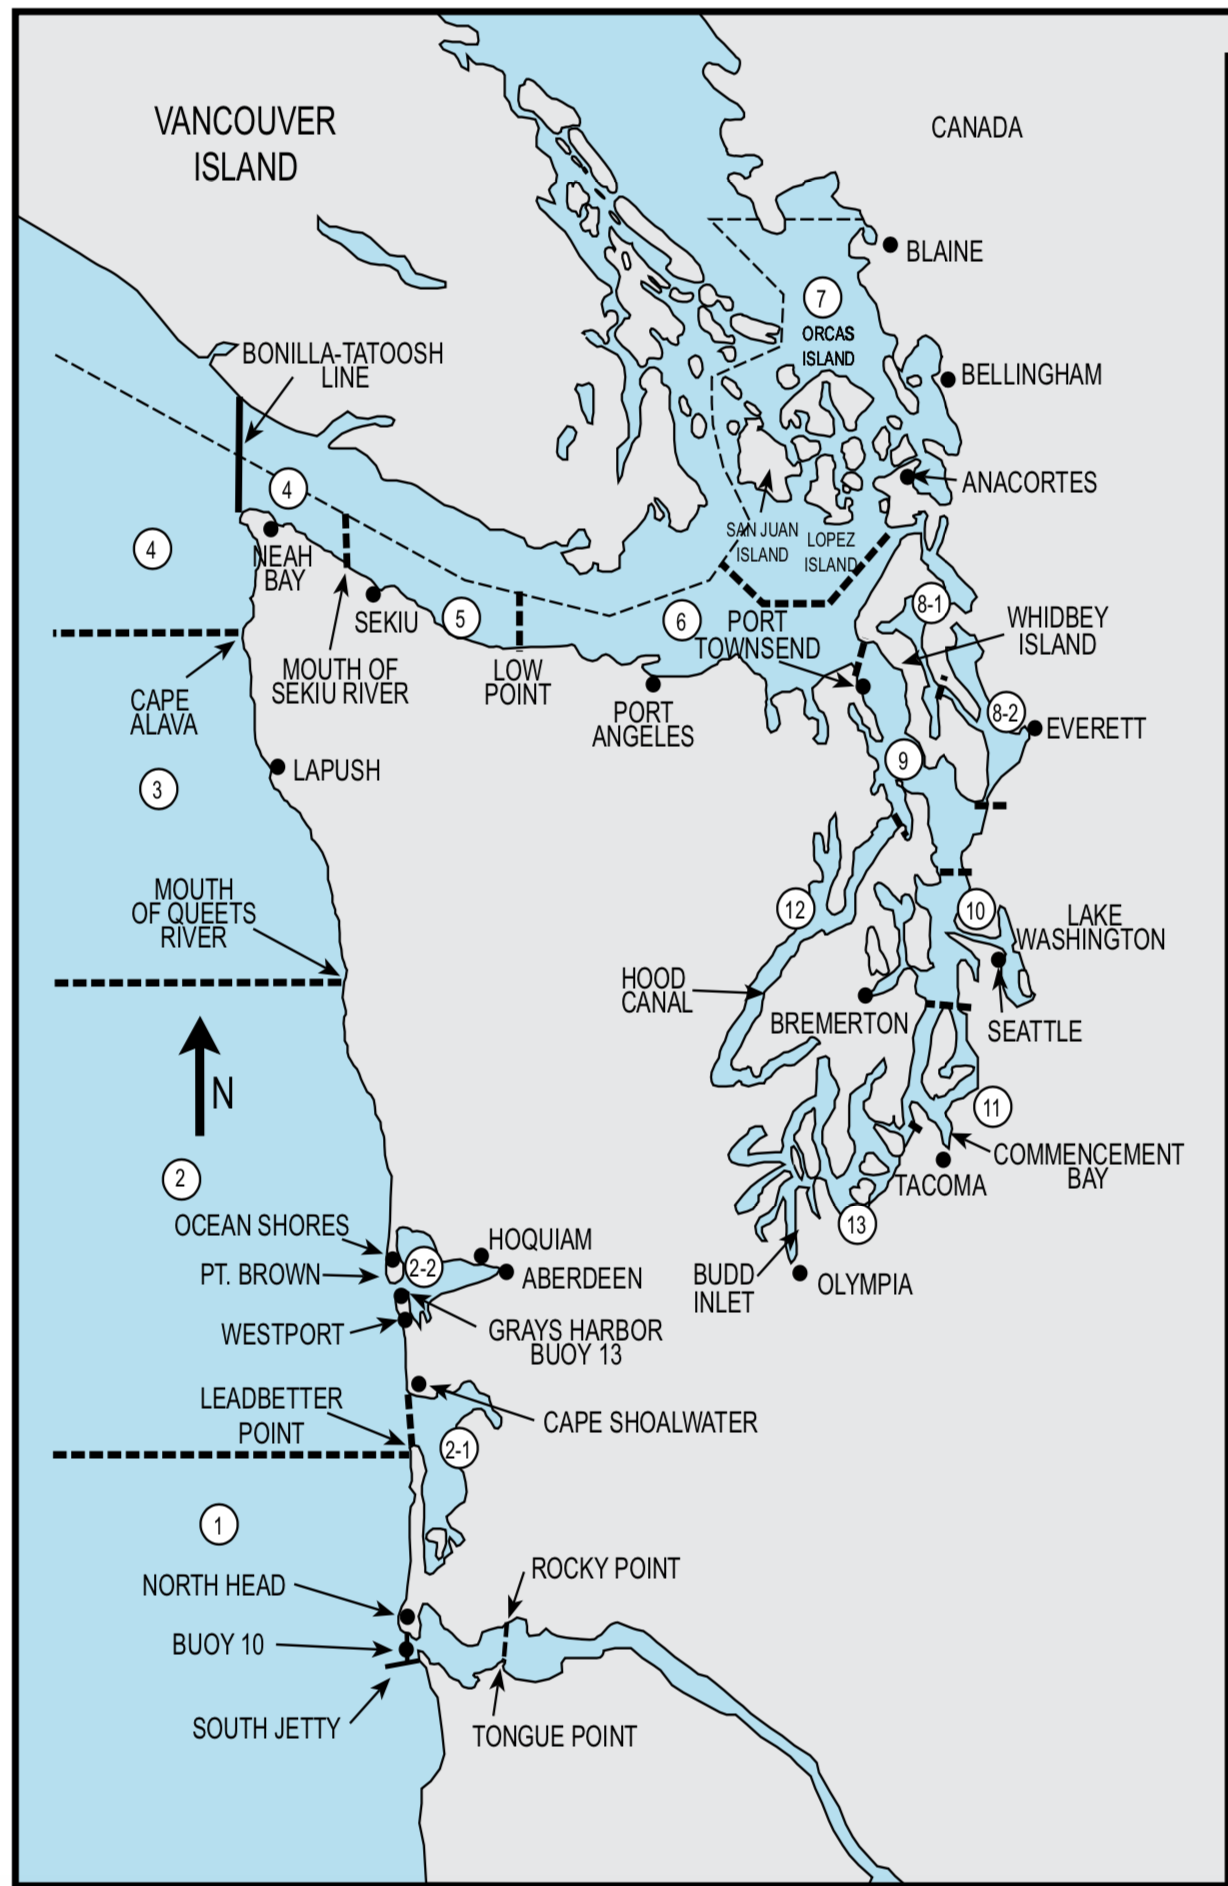 VANCOUVER
ISLAND
CANADA
BLAINE
7
ORCAS
ISLAND
BONILLA-TATOOSH
LINE
BELLINGHAM
ANACORTES
4
4
NEAH
BAY
SAN JUAN
ISLAND
LOPEZ
ISLAND
SEKIU
5
6
8-1
PORT
TOWNSEND
WHIDBEY
ISLAND
CAPE
ALAVA
MOUTH OF
SEKIU RIVER
LOW
POINT
PORT
ANGELES
8-2
EVERETT
3
LAPUSH
9
MOUTH
OF QUEETS
RIVER
12
10
LAKE
WASHINGTON
HOOD
CANAL
BREMERTON
SEATTLE
N
11
COMMENCEMENT
BAY
TACOMA
2
13
OCEAN SHORES
HOQUIAM
PT. BROWN
2-2
ABERDEEN
BUDD
INLET
OLYMPIA
WESTPORT
GRAYS HARBOR
BUOY 13
LEADBETTER
POINT
CAPE SHOALWATER
2-1
1
ROCKY POINT
NORTH HEAD
BUOY 10
SOUTH JETTY
TONGUE POINT